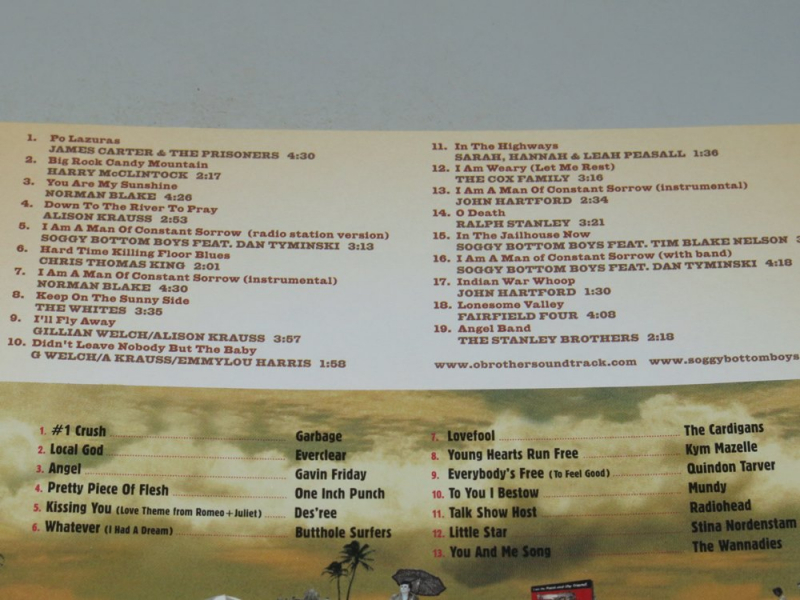 1. Po Lazuras
JAMES CARTER & THE PRISONERS 4:30
2. Big Rock Candy Mountain
HARRY McCLINTOCK 2:17
3. You Are My Sunshine
NORMAN BLAKE 4:26
4. Down To The River To Pray
ALISON KRAUSS 2:53
5. I Am A Man Of Constant Sorrow (radio station version)
SOGGY BOTTOM BOYS FEAT. DAN TYMINSKI 3:13
6. Hard Time Killing Floor Blues
CHRIS THOMAS KING 2:01
7. I Am A Man Of Constant Sorrow (instrumental)
NORMAN BLAKE 4:30
8. Keep On The Sunny Side
THE WHITES 3:35
9. I'll Fly Away
GILLIAN WELCH/ALISON KRAUSS 3:57
10. Didn't Leave Nobody But The Baby
G WELCH/A KRAUSS/EMMYLOU HARRIS 1:58
11. In The Highways
SARAH, HANNAH & LEAH PEASALL 1:36
12. I Am Weary (Let Me Rest)
THE COX FAMILY 3:16
13. I Am A Man Of Constant Sorrow (instrumental)
JOHN HARTFORD 2:34
14. O Death
RALPH STANLEY 3:21
15. In The Jailhouse Now
SOGGY BOTTOM BOYS FEAT. TIM BLAKE NELSON
16. I Am A Man of Constant Sorrow (with band)
SOGGY BOTTOM BOYS FEAT. DAN TYMINSKI 4:18
17. Indian War Whoop
JOHN HARTFORD 1:30
18. Lonesome Valley
FAIRFIELD FOUR 4:08
19. Angel Band
THE STANLEY BROTHERS 2:18
www.obrothersoundtrack.com www.soggybottomboys
1. #1 Crush Garbage
2. Local God Everclear
3. Angel Gavin Friday
4. Pretty Piece Of Flesh One Inch Punch
5. Kissing You (Love Theme from Romeo+Juliet) Des'ree
6. Whatever (I Had A Dream) Butthole Surfers
7. Lovefool The Cardigans
8. Young Hearts Run Free Kym Mazelle
9. Everybody's Free (To Feel Good) Quindon Tarver
10. To You I Bestow Mundy
11. Talk Show Host Radiohead
12. Little Star Stina Nordenstam
13. You And Me Song The Wannadies